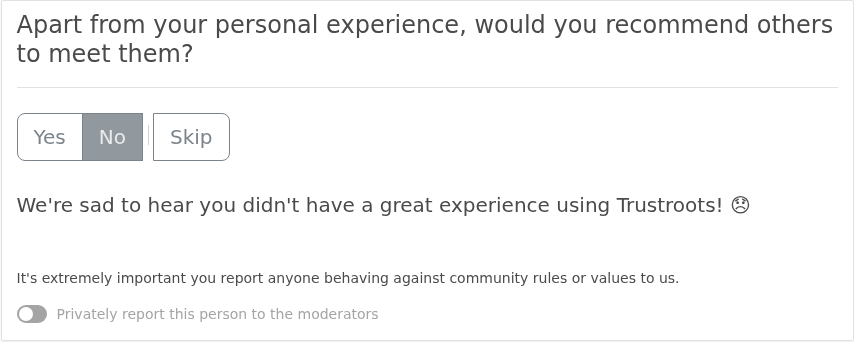 Apart from your personal experience, would you recommend others
to meet them?
Yes No Skip
We're sad to hear you didn't have a great experience using Trustroots! 😞
It's extremely important you report anyone behaving against community rules or values to us.
Privately report this person to the moderators